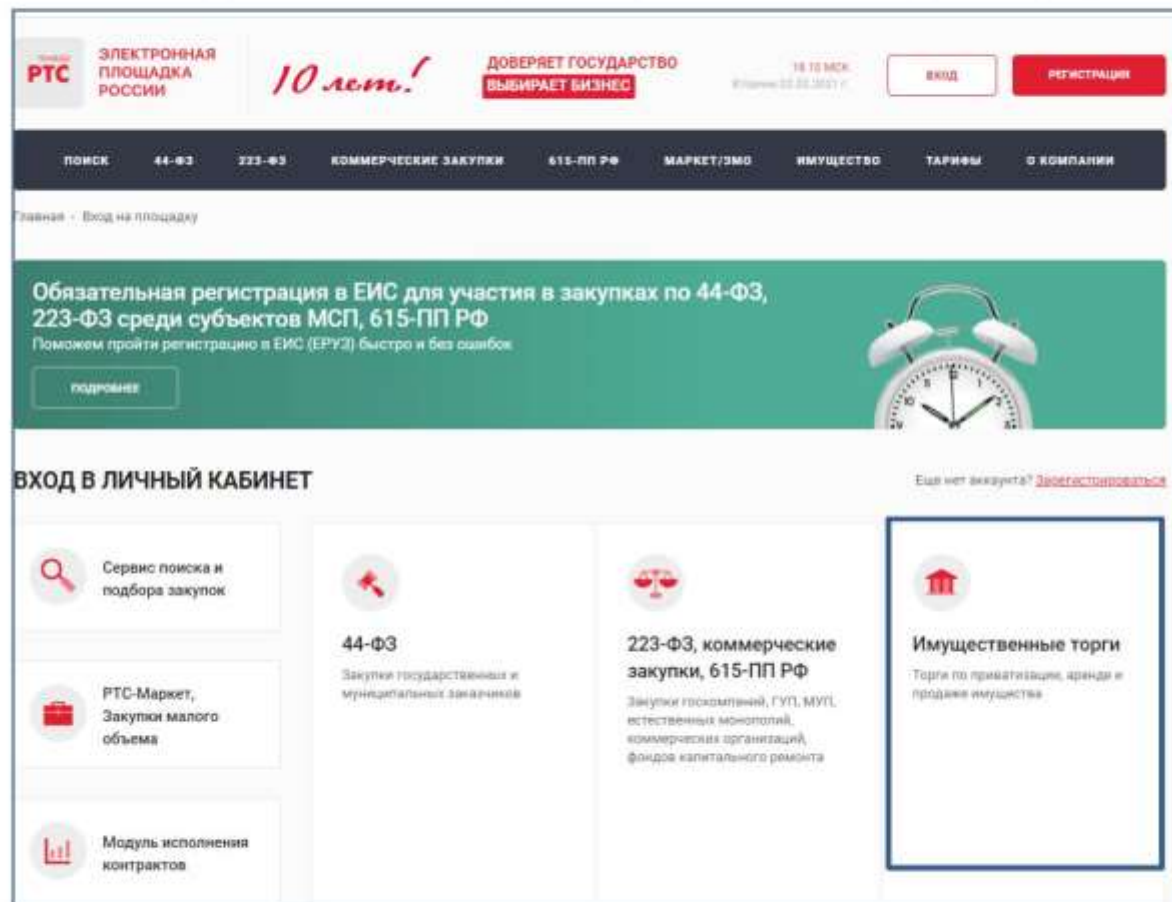 РТС
ЭЛЕКТРОННАЯ
ПЛОЩАДКА
РОССИИ
10 лет!
ДОВЕРЯЕТ ГОСУДАРСТВО
ВЫБИРАЕТ БИЗНЕС
МСК
ВХОД
РЕГИСТРАЦИЯ
ПОИСК 44-ФЗ 223-ФЗ КОММЕРЧЕСКИЕ ЗАКУПКИ 615-ПП РФ МАРКЕТ/ЗМО ИМУЩЕСТВО ТАРИФЫ О КОМПАНИИ
Главная - Вход на площадку
Обязательная регистрация в ЕИС для участия в закупках по 44-ФЗ,
223-ФЗ среди субъектов МСП, 615-ПП РФ
Поможем пройти регистрацию в ЕИС (ЕРУЗ) быстро и без ошибок
ПОДРОБНЕЕ
ВХОД В ЛИЧНЫЙ КАБИНЕТ
Еще нет аккаунта? Зарегистрироваться
Сервис поиска и
подбора закупок
РТС-Маркет,
Закупки малого
объема
Модуль исполнения
контрактов
44-ФЗ
Закупки государственных и
муниципальных заказчиков
223-ФЗ, коммерческие
закупки, 615-ПП РФ
Закупки госкомпаний, ГУП, МУП,
естественных монополий,
коммерческих организаций,
фондов капитального ремонта
Имущественные торги
Торги по приватизации, аренде и
продаже имущества